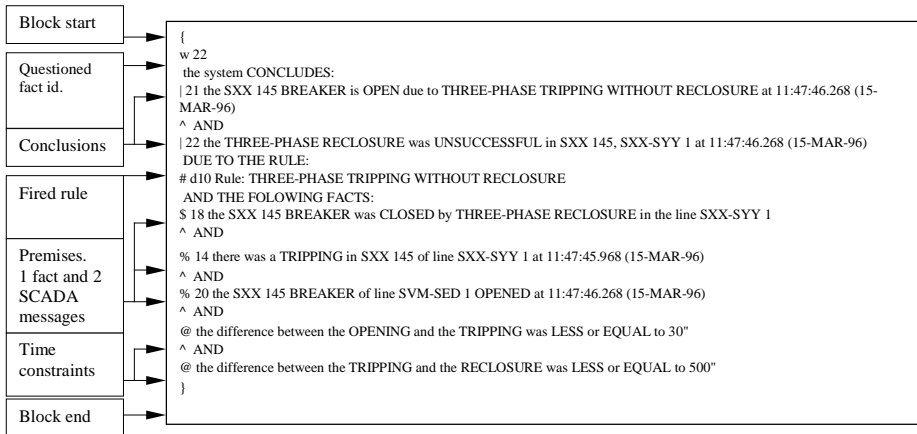 Block start
Questioned
fact id.
Conclusions
Fired rule
Premises.
1 fact and 2
SCADA
messages
Time
constraints
Block end
{
w 22
the system CONCLUDES:
| 21 the SXX 145 BREAKER is OPEN due to THREE-PHASE TRIPPING WITHOUT RECLOSURE at 11:47:46.268 (15-
MAR-96)
^ AND
| 22 the THREE-PHASE RECLOSURE was UNSUCCESSFUL in SXX 145, SXX-SYY 1 at 11:47:46.268 (15-MAR-96)
DUE TO THE RULE:
# d10 Rule: THREE-PHASE TRIPPING WITHOUT RECLOSURE
AND THE FOLOWING FACTS:
$ 18 the SXX 145 BREAKER was CLOSED by THREE-PHASE RECLOSURE in the line SXX-SYY 1
^ AND
% 14 there was a TRIPPING in SXX 145 of line SXX-SYY 1 at 11:47:45.968 (15-MAR-96)
^ AND
% 20 the SXX 145 BREAKER of line SVM-SED 1 OPENED at 11:47:46.268 (15-MAR-96)
^ AND
@ the difference between the OPENING and the TRIPPING was LESS or EQUAL to 30"
^ AND
@ the difference between the TRIPPING and the RECLOSURE was LESS or EQUAL to 500"
}